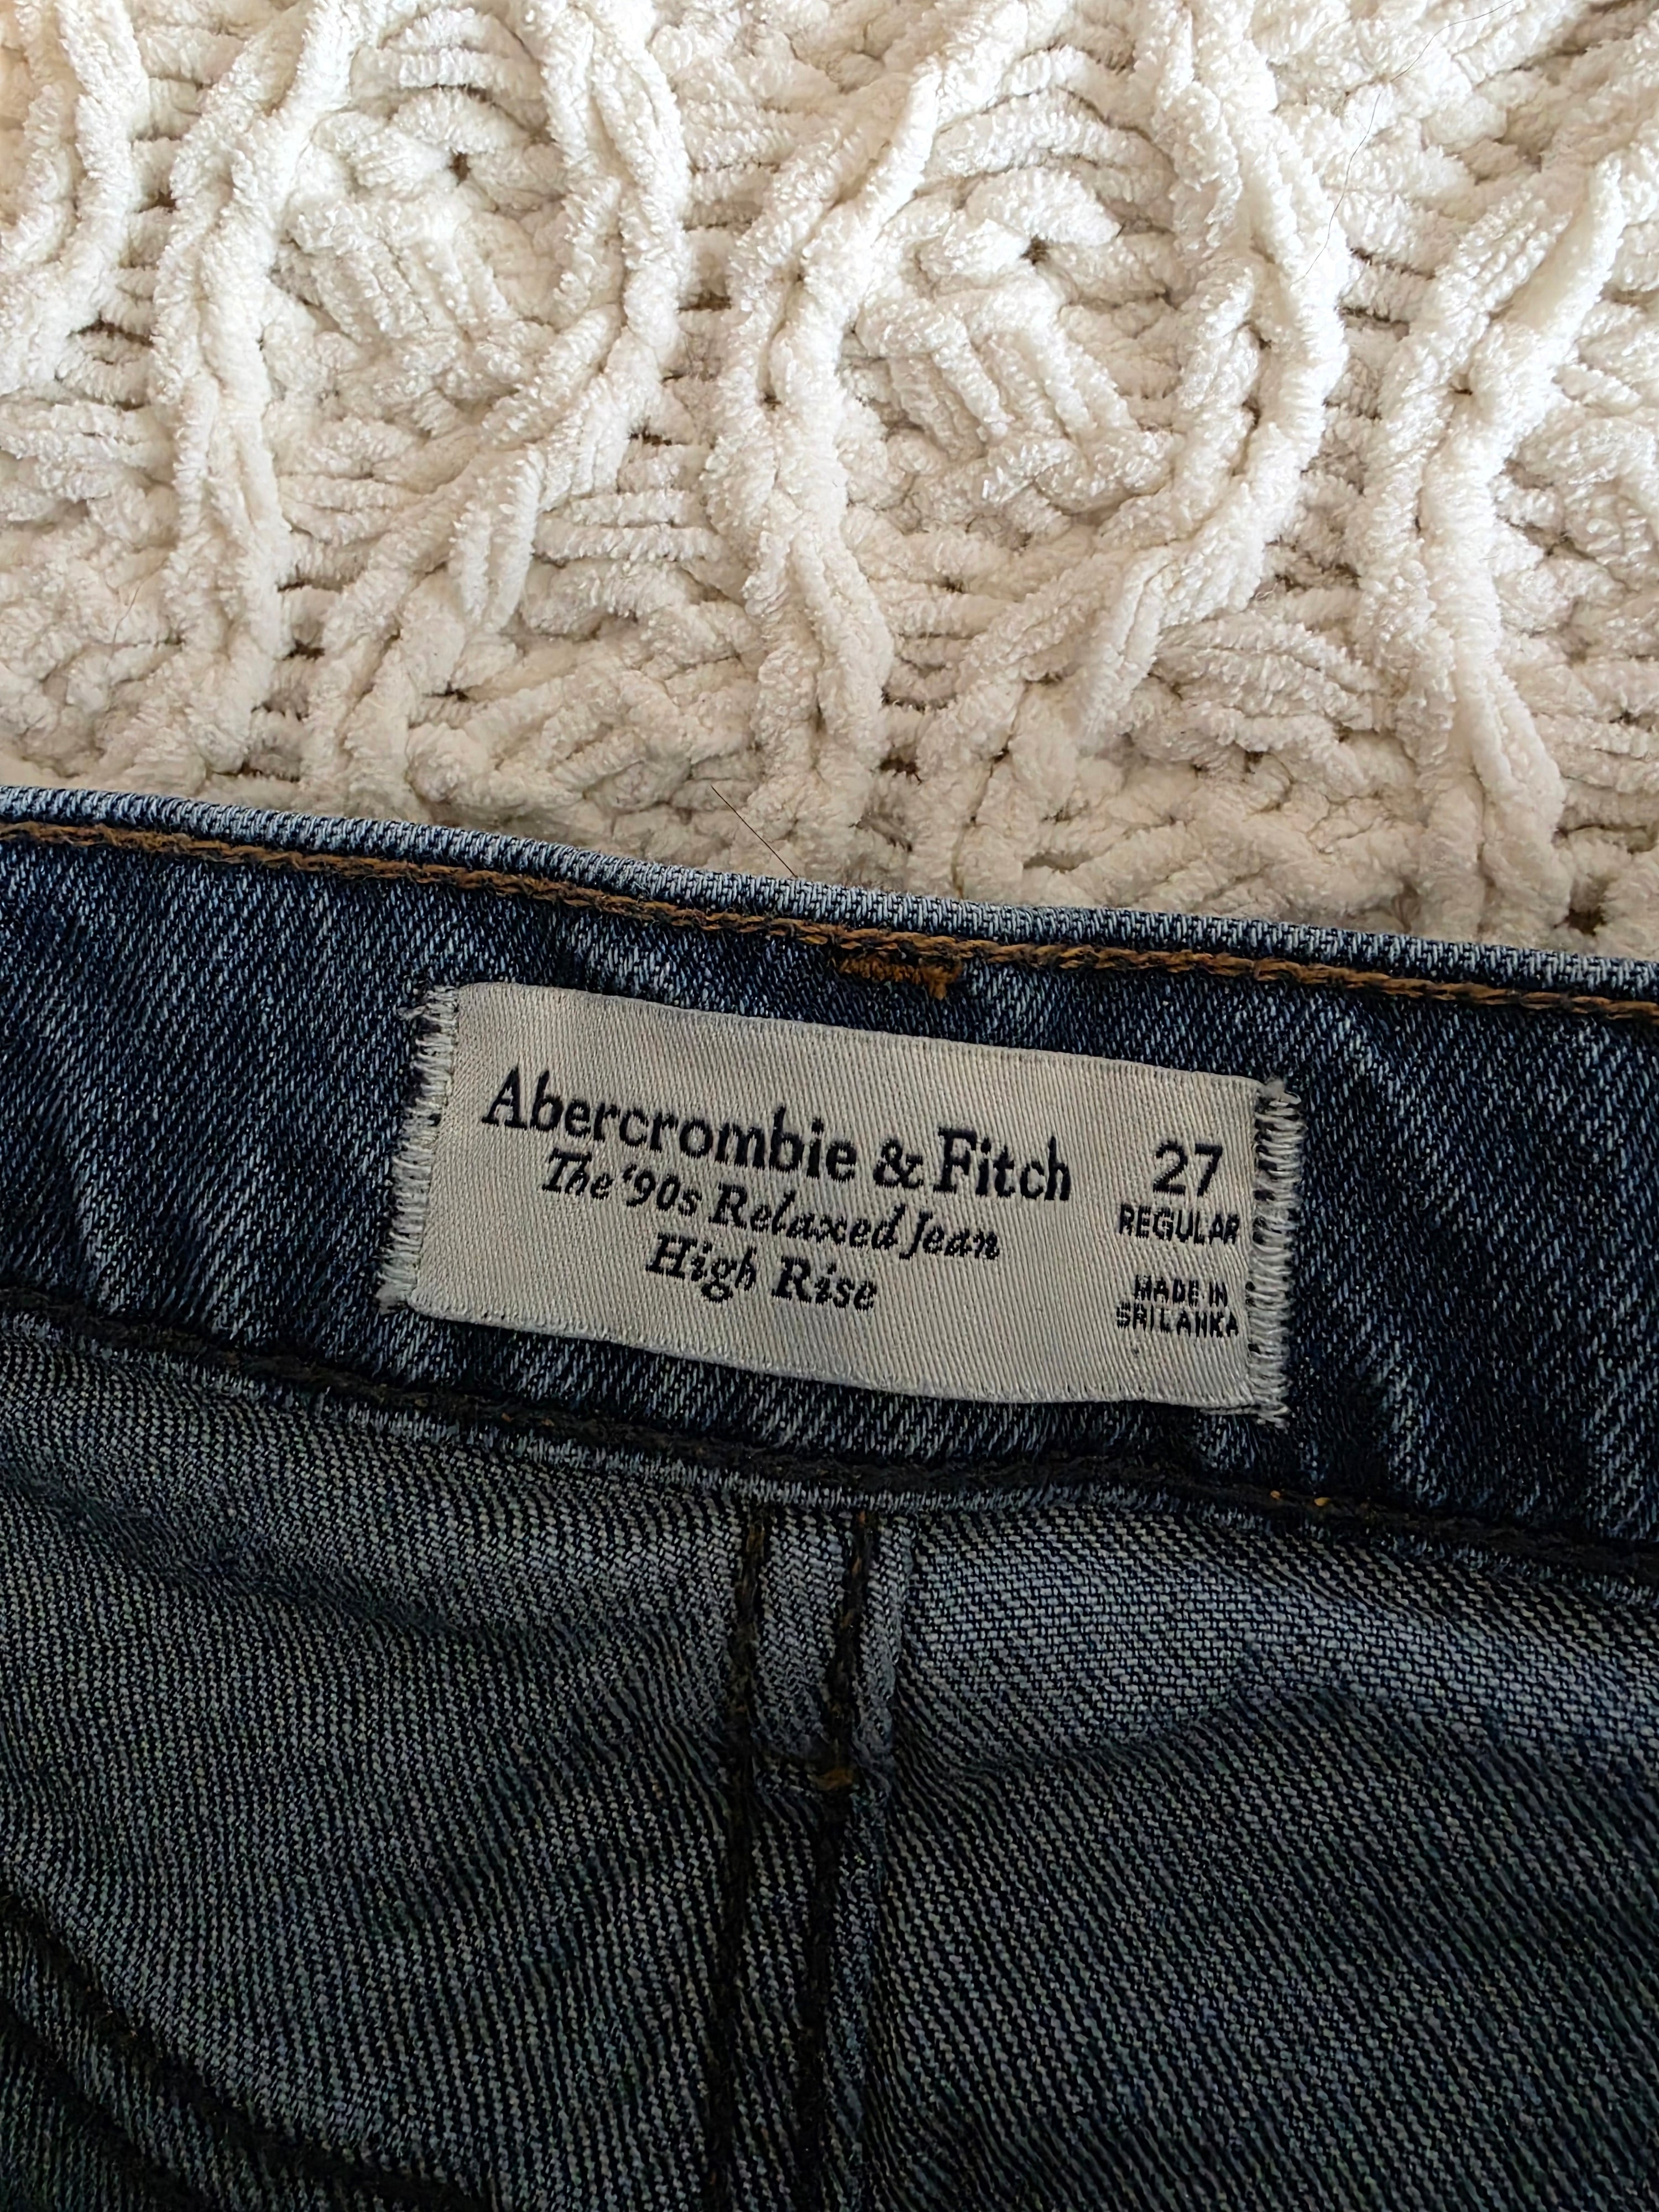 Abercrombie & Fitch
The ‘90s Relaxed Jean
High Rise
27
REGULAR
MADE IN
SRI LANKA